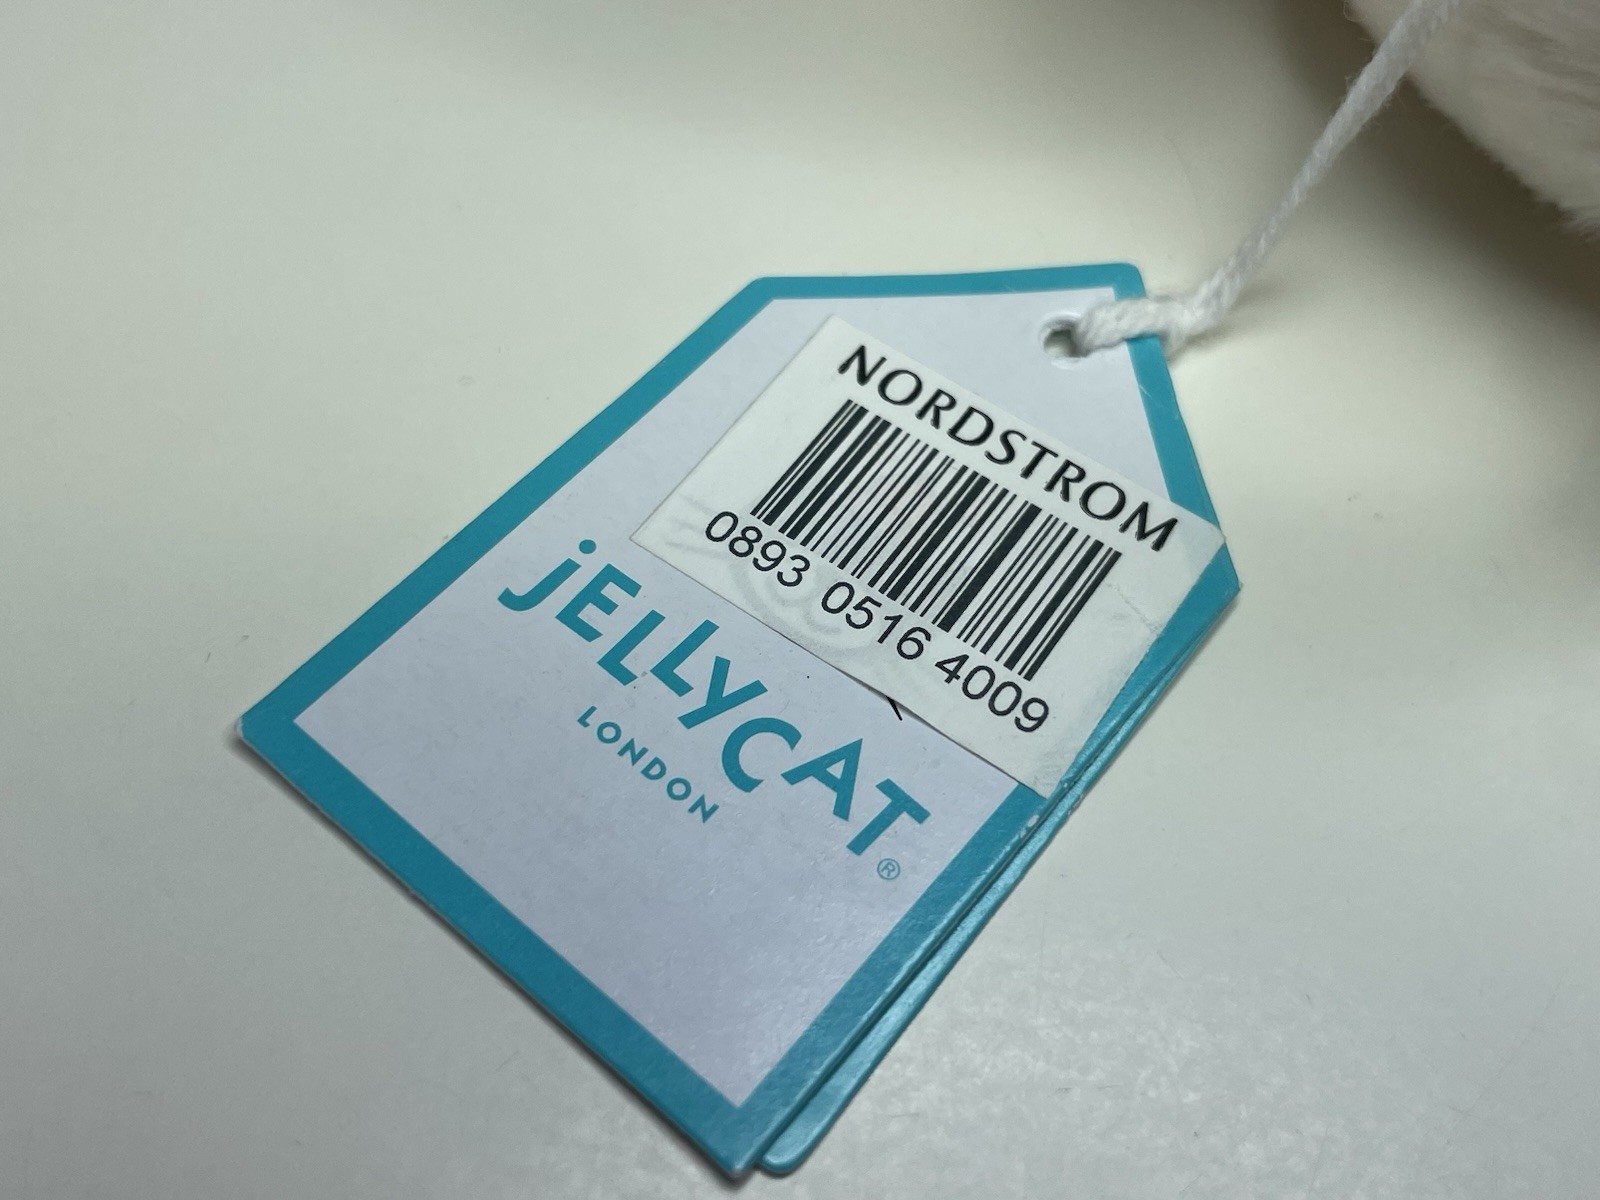 NORDSTROM
0893 0516 4009
jELLYCAT
LONDON
®